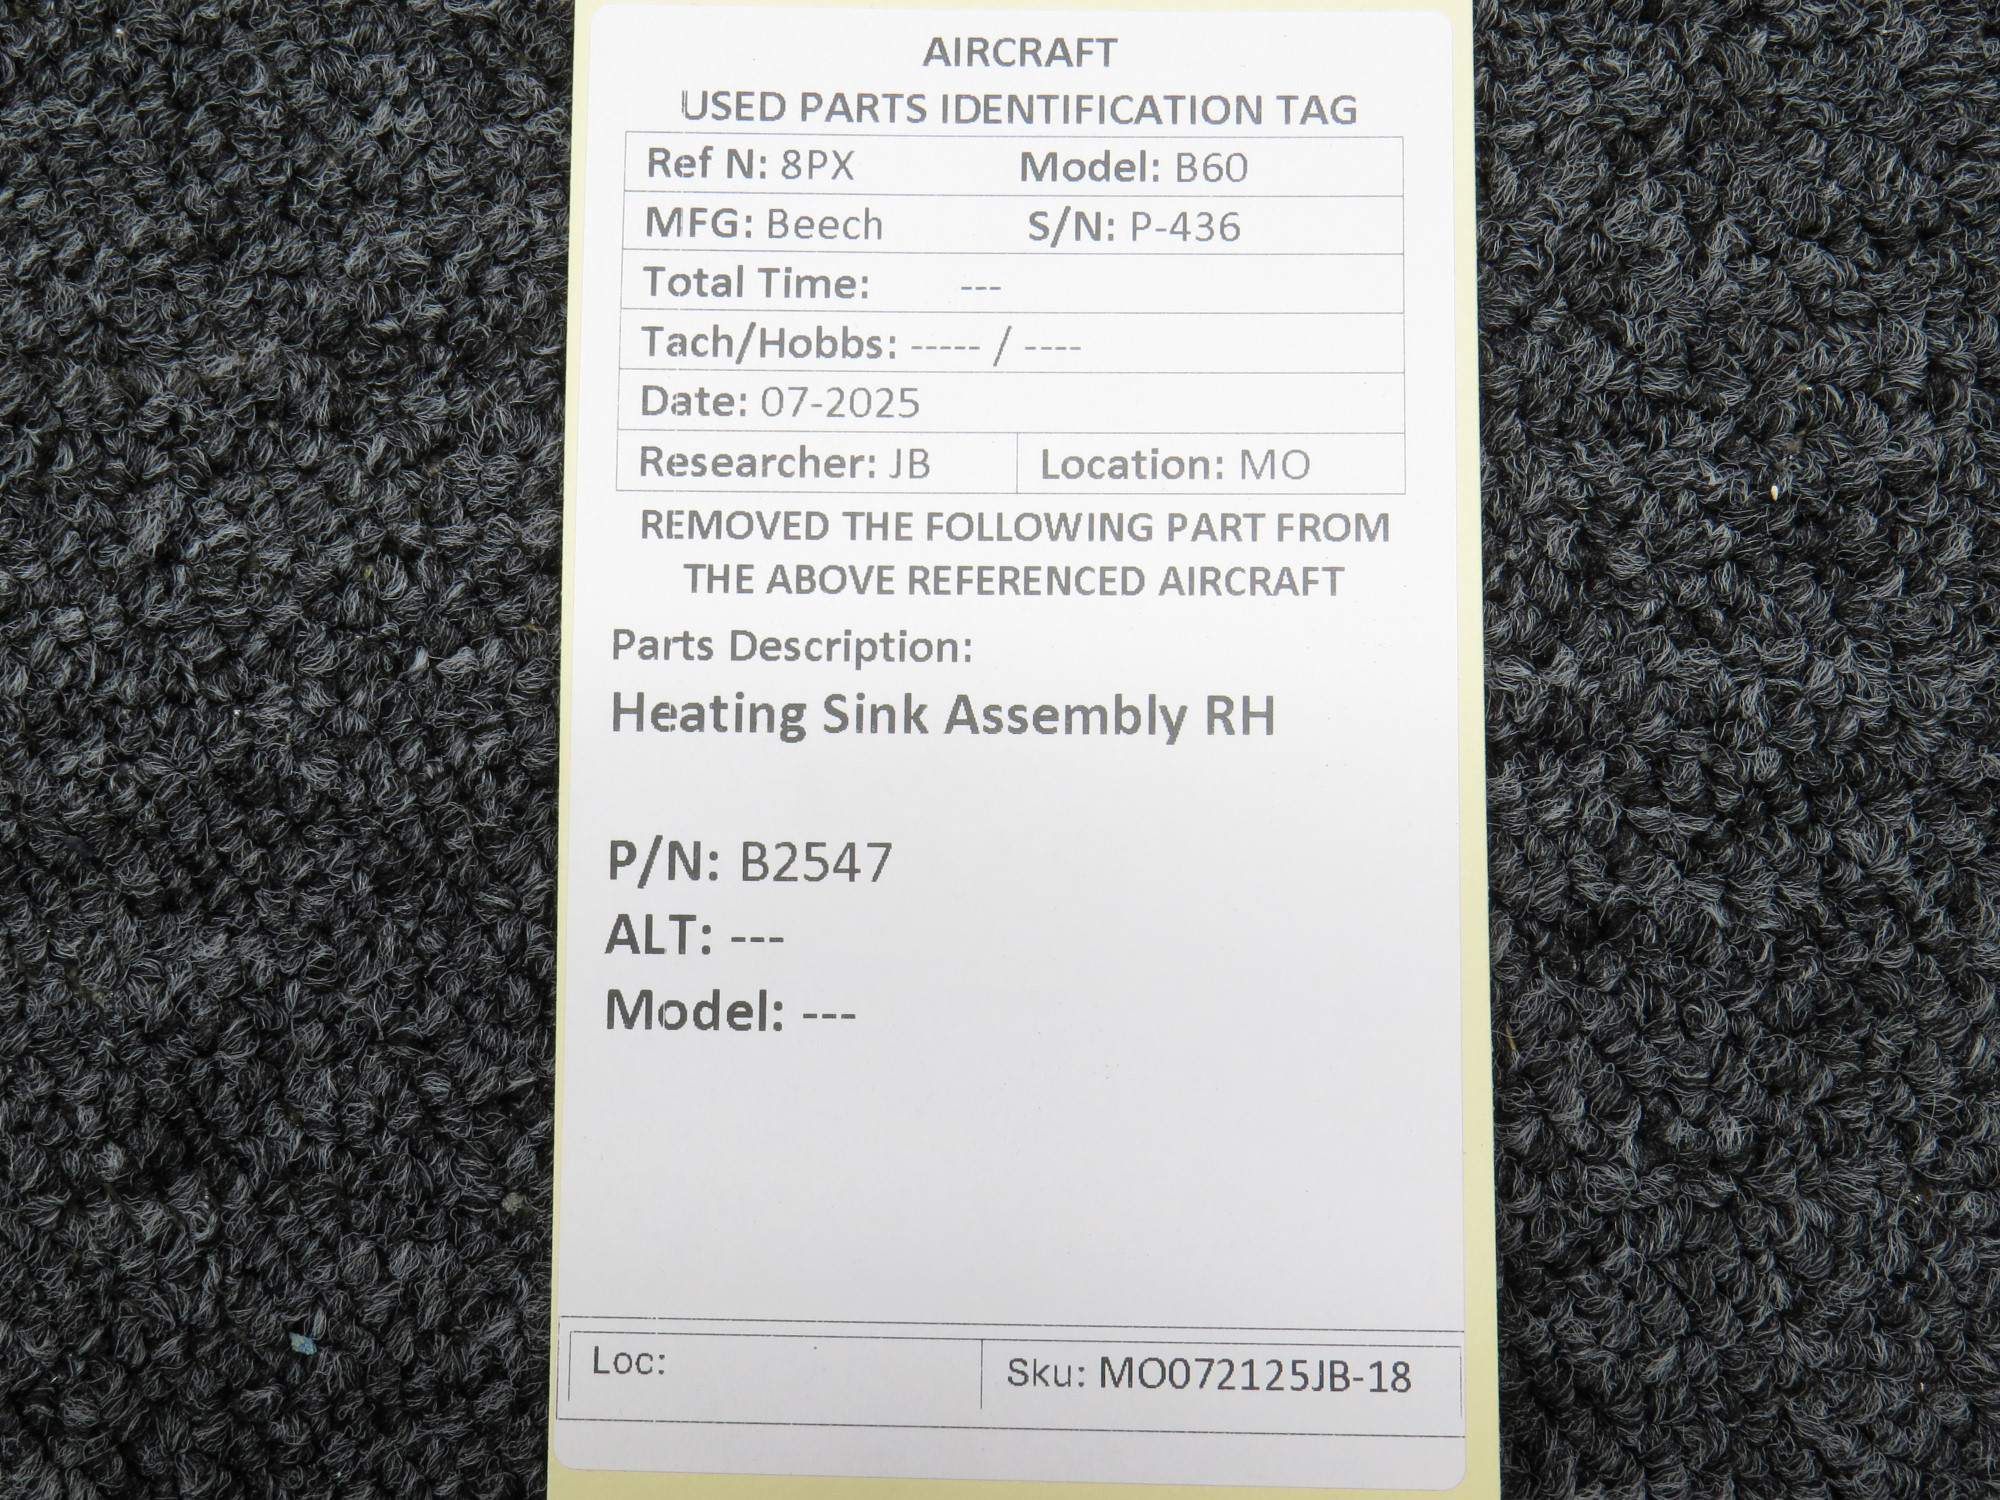 AIRCRAFT
USED PARTS IDENTIFICATION TAG
Ref N: 8PX Model: B60
MFG: Beech S/N: P-436
Total Time: ---
Tach/Hobbs: ----- / ----
Date: 07-2025
Researcher: JB Location: MO
REMOVED THE FOLLOWING PART FROM
THE ABOVE REFERENCED AIRCRAFT
Parts Description:
Heating Sink Assembly RH
P/N: B2547
ALT: ---
Model: ---
Loc: Sku: MO072125JB-18